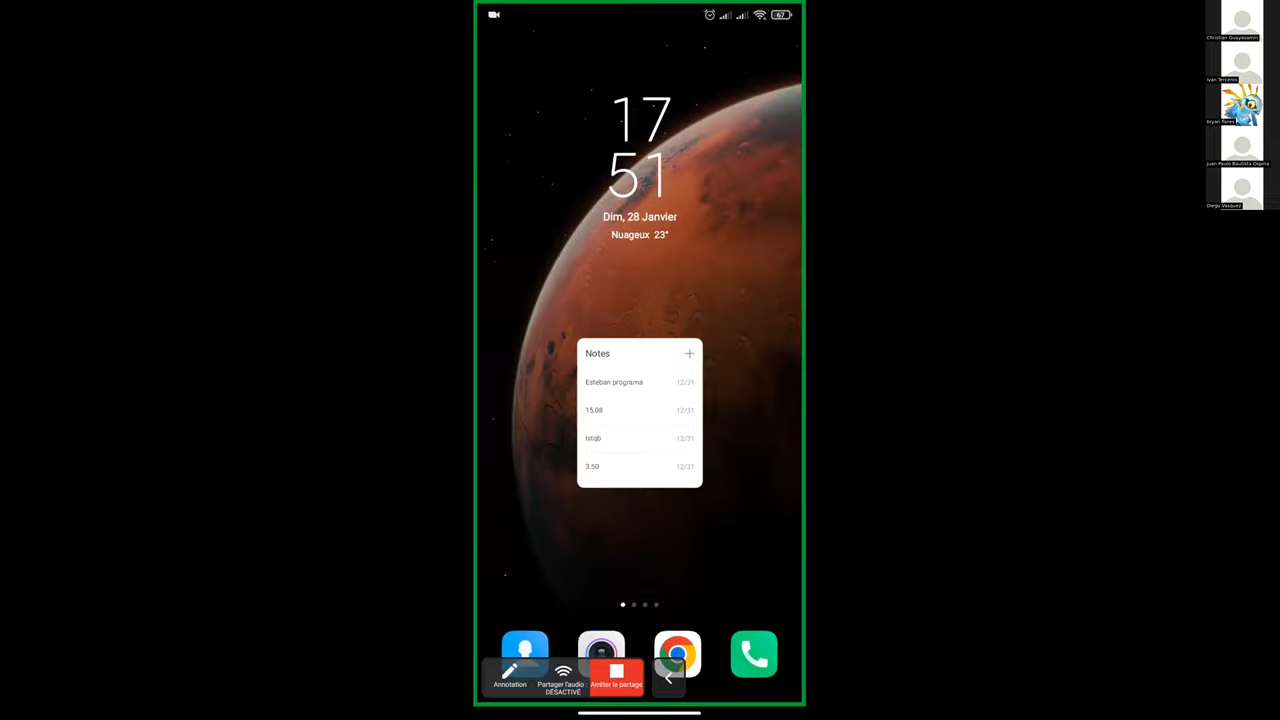 67
17
51
Dim, 28 Janvier
Nuageux 23°
Notes
Esteban programa 12/31
15,08 12/31
Istqb 12/31
3.50 12/31
Annotation
Partager l'audio :
DÉSACTIVÉ
Arrêter le partage
Christian Guayasamin
Iván Terceros
bryan flores
Juan Paulo Bautista Ospina
Diego Vasquez